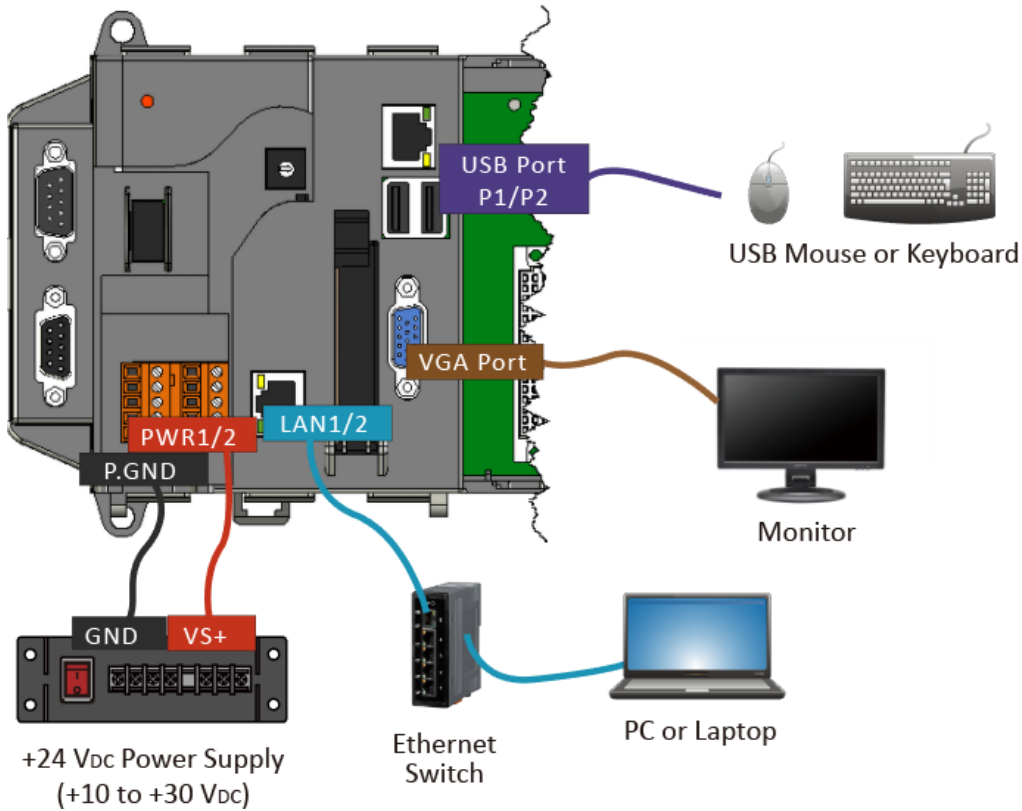 USB Port
P1/P2
USB Mouse or Keyboard
VGA Port
LAN1/2
PWR1/2
P.GND
Monitor
GND
VS+
+24 VDC Power Supply
(+10 to +30 VDC)
Ethernet
Switch
PC or Laptop